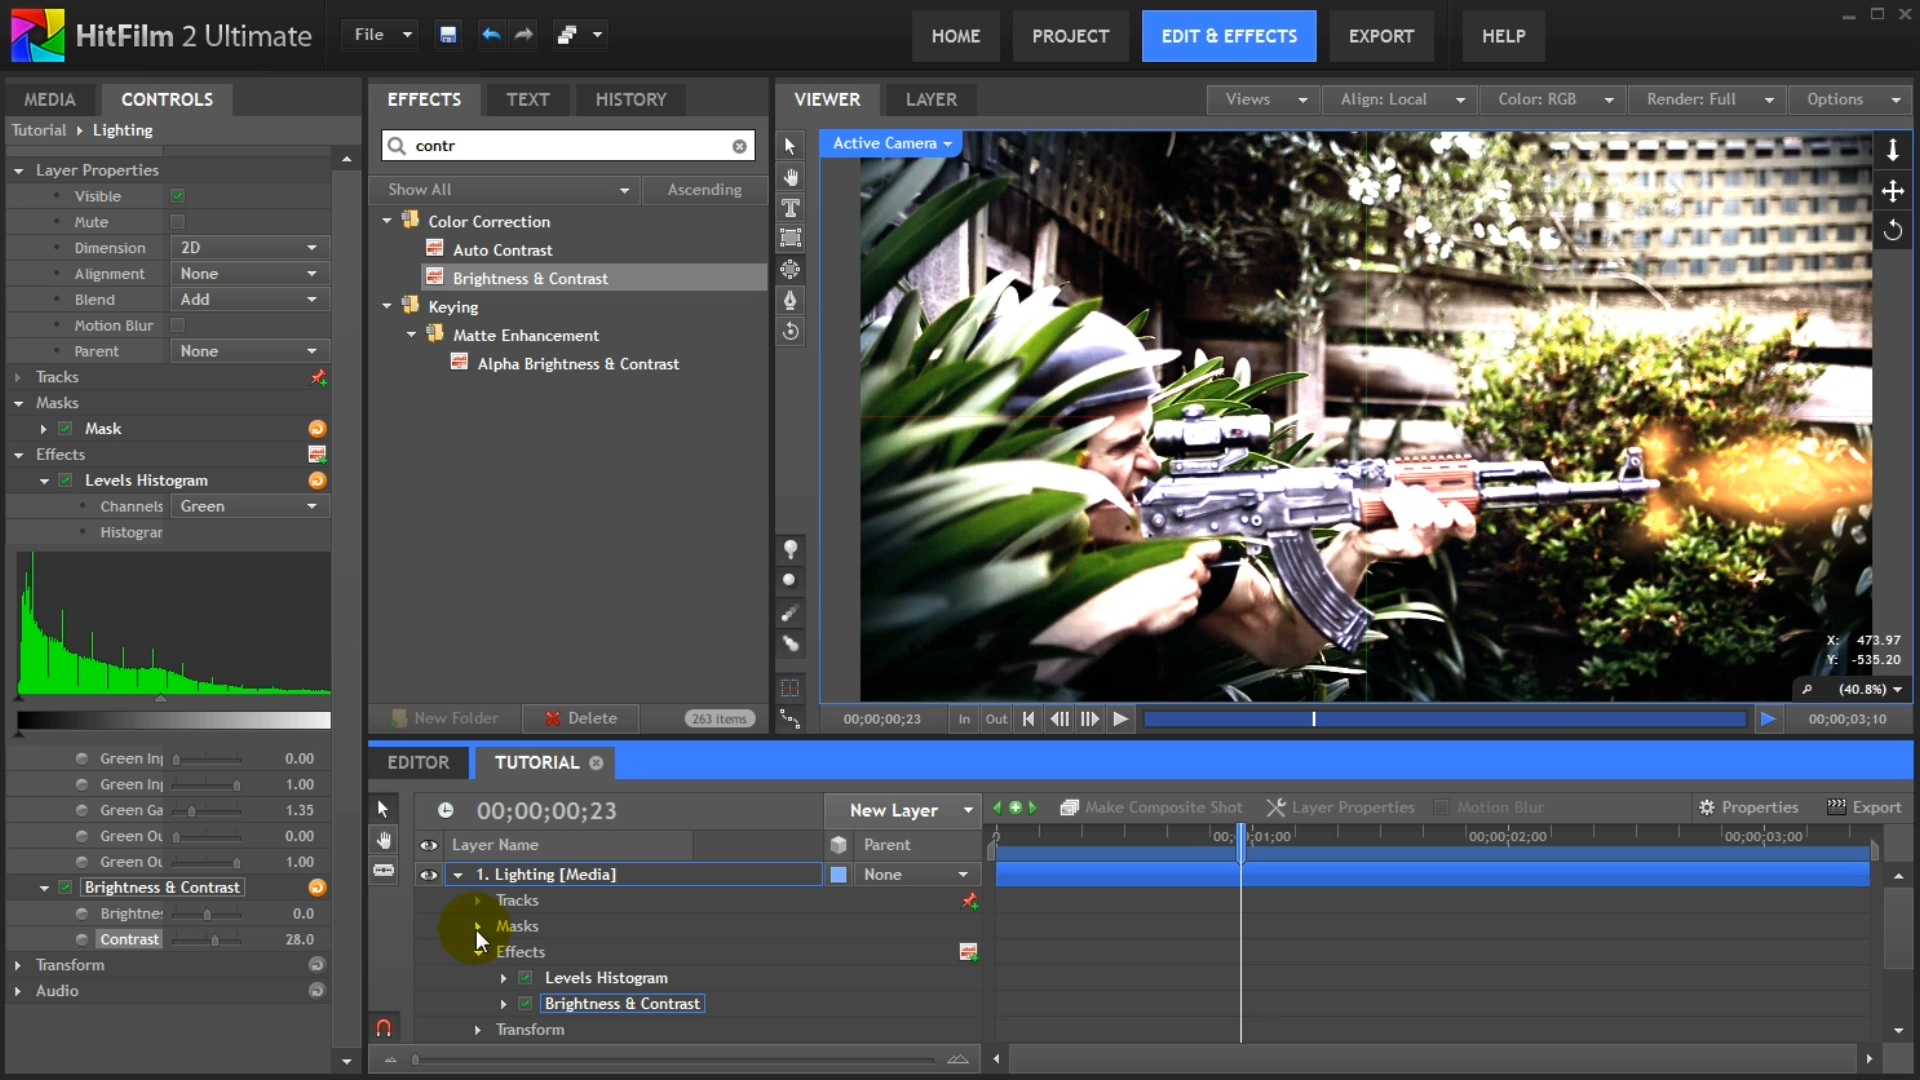 HitFilm 2 Ultimate
File
HOME
PROJECT
EDIT & EFFECTS
EXPORT
HELP
MEDIA
CONTROLS
Tutorial
Lighting
Layer Properties
Visible
Mute
Dimension
2D
Alignment
None
Blend
Add
Motion Blur
Parent
None
Tracks
Masks
Mask
Effects
Levels Histogram
Channels
Green
Histogran
Green Inp
0.00
Green Inp
1.00
Green Ga
1.35
Green Ou
0.00
Green Ou
1.00
Brightness & Contrast
Brightnes
0.0
Contrast
28.0
Transform
Audio
EFFECTS
TEXT
HISTORY
contr
Show All
Ascending
Color Correction
Auto Contrast
Brightness & Contrast
Keying
Matte Enhancement
Alpha Brightness & Contrast
New Folder
Delete
263 items
VIEWER
LAYER
Views
Align: Local
Color: RGB
Render: Full
Options
Active Camera
X: 473.97
Y: -535.20
(40.8%)
00;00;00;23
In
Out
00;00;03;10
EDITOR
TUTORIAL
00;00;00;23
New Layer
Make Composite Shot
Layer Properties
Motion Blur
Properties
Export
Layer Name
Parent
0
00;00;01;00
00;00;02;00
00;00;03;00
1. Lighting [Media]
None
Tracks
Masks
Effects
Levels Histogram
Brightness & Contrast
Transform